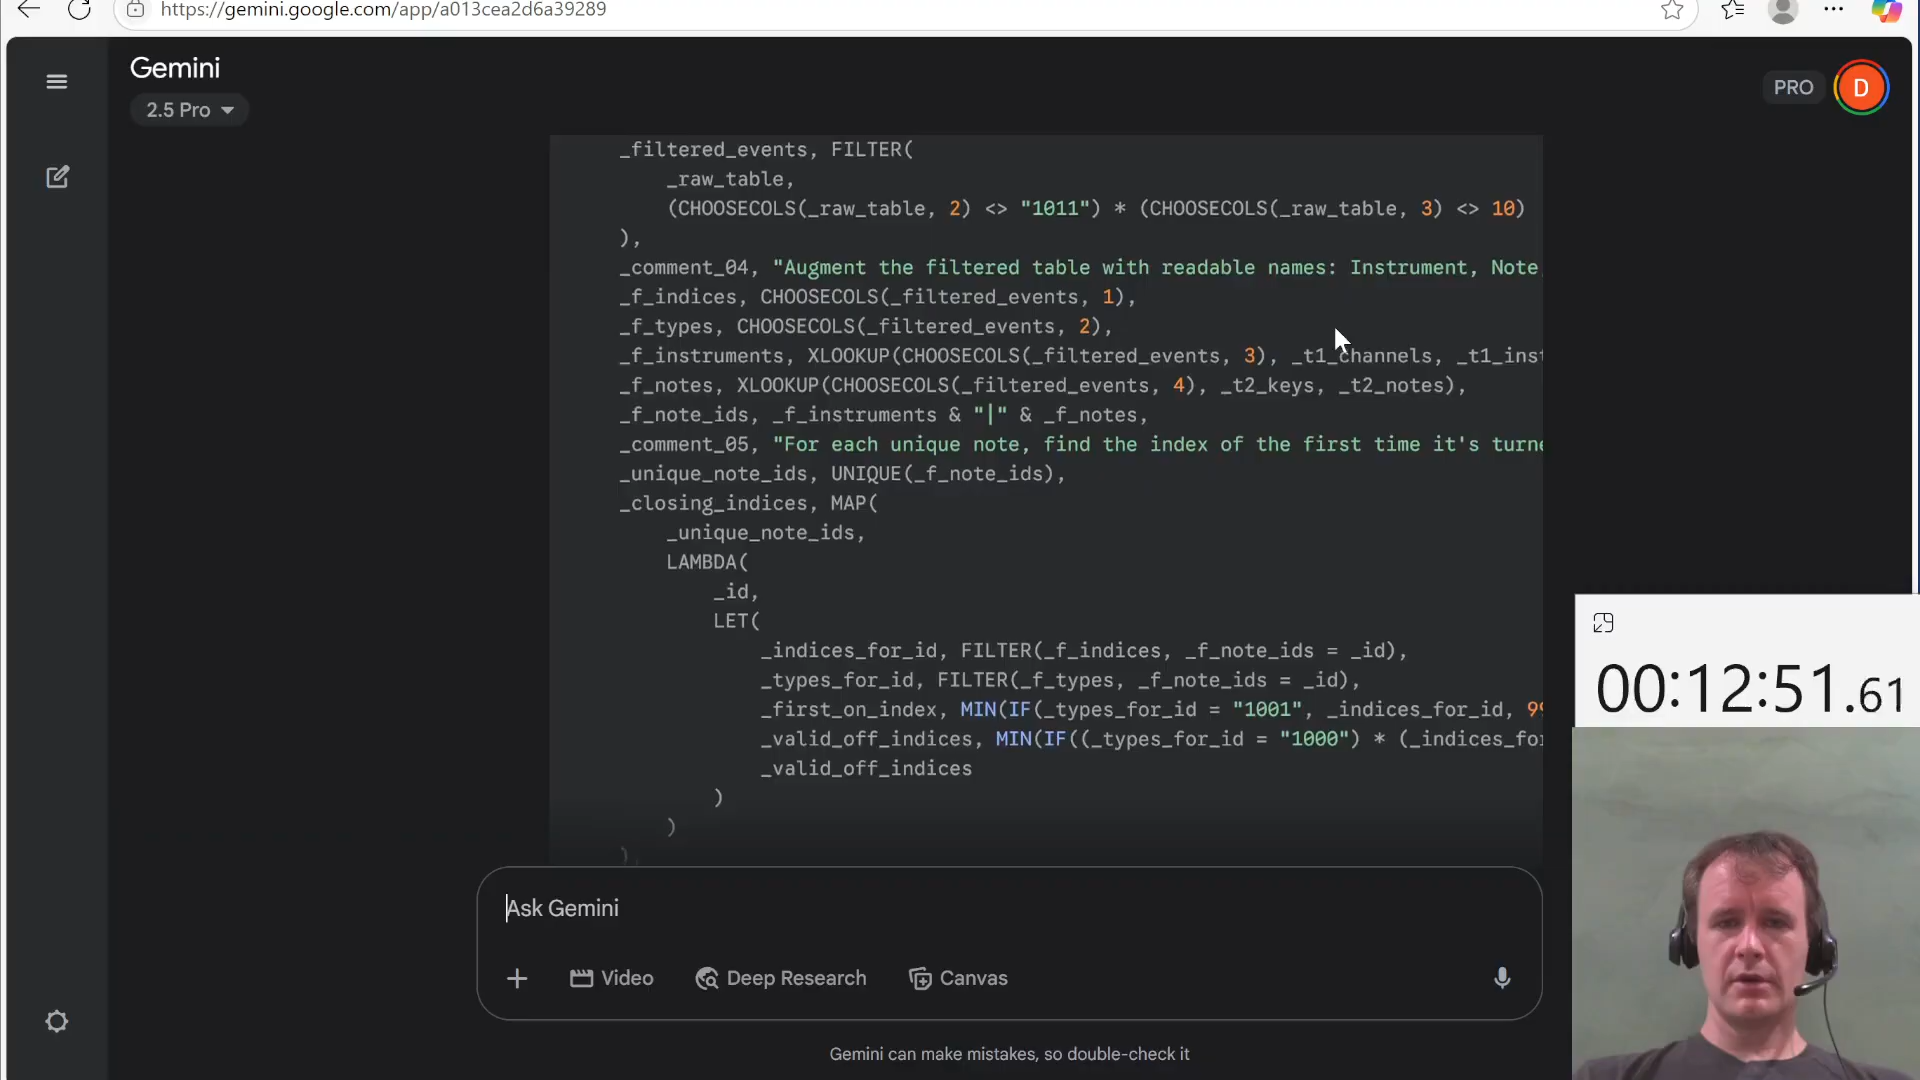 https://gemini.google.com/app/a013cea2d6a39289
Gemini
2.5 Pro
PRO
D
_filtered_events, FILTER(
_raw_table,
(CHOOSECOLS(_raw_table, 2) <> "1011") * (CHOOSECOLS(_raw_table, 3) <> 10)
),
_comment_04, "Augment the filtered table with readable names: Instrument, Note
_f_indices, CHOOSECOLS(_filtered_events, 1),
_f_types, CHOOSECOLS(_filtered_events, 2),
_f_instruments, XLOOKUP(CHOOSECOLS(_filtered_events, 3), _t1_channels, _t1_inst
_f_notes, XLOOKUP(CHOOSECOLS(_filtered_events, 4), _t2_keys, _t2_notes),
_f_note_ids, _f_instruments & "|" & _f_notes,
_comment_05, "For each unique note, find the index of the first time it's turne
_unique_note_ids, UNIQUE(_f_note_ids),
_closing_indices, MAP(
_unique_note_ids,
LAMBDA(
_id,
LET(
_indices_for_id, FILTER(_f_indices, _f_note_ids = _id),
_types_for_id, FILTER(_f_types, _f_note_ids = _id),
_first_on_index, MIN(IF(_types_for_id = "1001", _indices_for_id, 99
_valid_off_indices, MIN(IF((_types_for_id = "1000") * (_indices_for
_valid_off_indices
)
)
),
00:12:51.61
Ask Gemini
Video
Deep Research
Canvas
Gemini can make mistakes, so double-check it